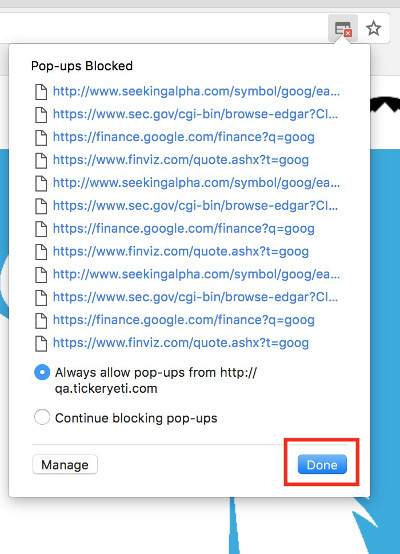 Pop-ups Blocked
http://www.seekingalpha.com/symbol/goog/ea...
https://www.sec.gov/cgi-bin/browse-edgar?CI...
https://finance.google.com/finance?q=goog
https://www.finviz.com/quote.ashx?t=goog
http://www.seekingalpha.com/symbol/goog/ea...
https://www.sec.gov/cgi-bin/browse-edgar?CI...
https://finance.google.com/finance?q=goog
https://www.finviz.com/quote.ashx?t=goog
http://www.seekingalpha.com/symbol/goog/ea...
https://www.sec.gov/cgi-bin/browse-edgar?CI...
https://finance.google.com/finance?q=goog
https://www.finviz.com/quote.ashx?t=goog
Always allow pop-ups from http://
qa.tickeryeti.com
Continue blocking pop-ups
Manage Done